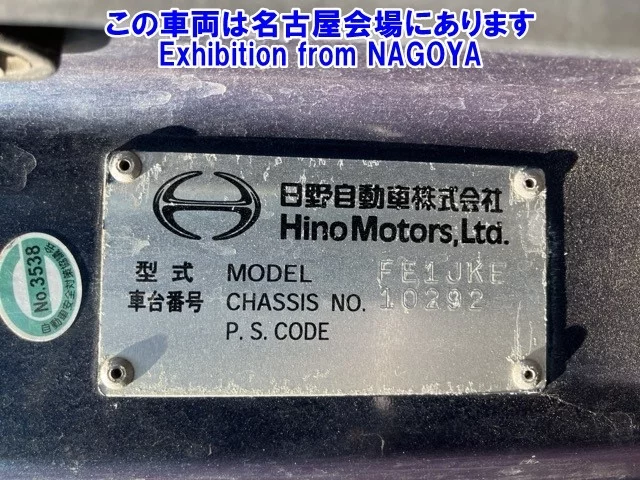 この車両は名古屋会場にあります
Exhibition from NAGOYA
日野自動車株式会社
Hino Motors, Ltd.
型式 MODEL FE1JKE
車台番号 CHASSIS NO. 10292
P. S. CODE
No.3538